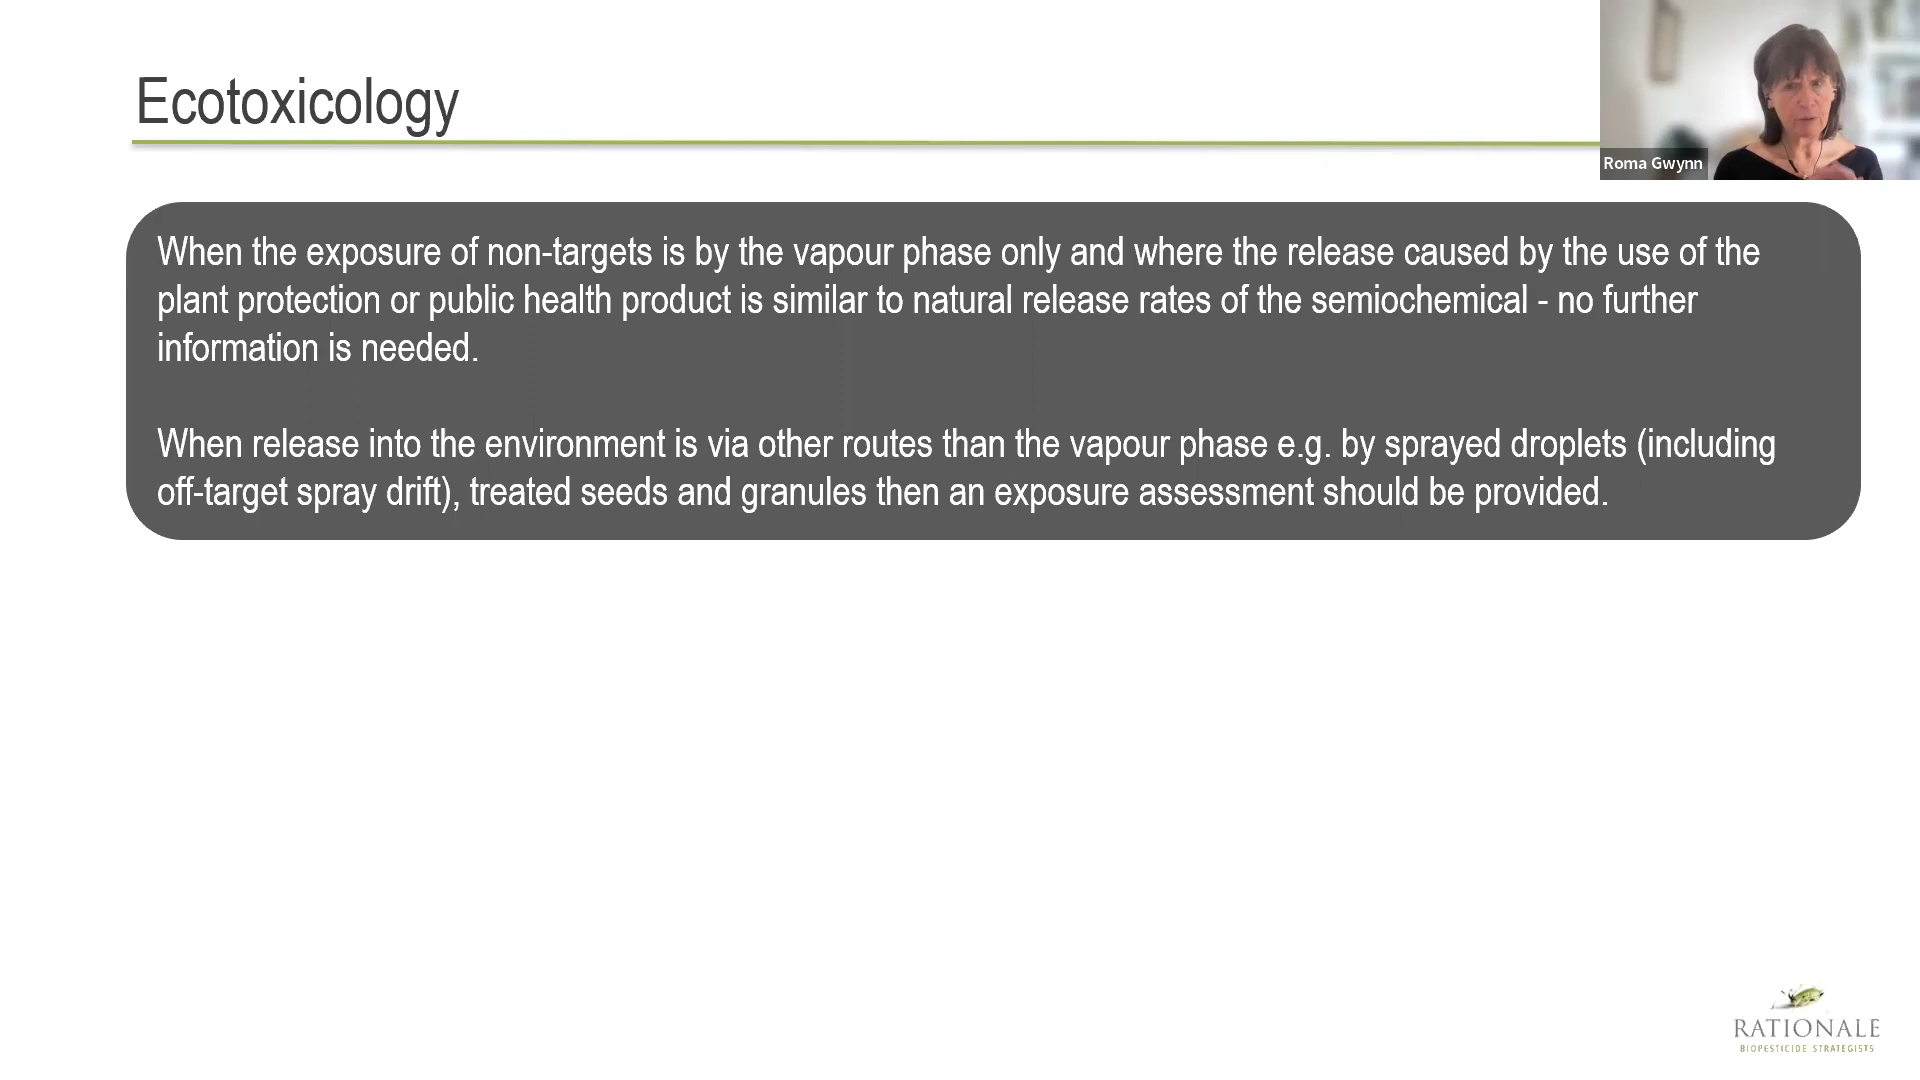 Ecotoxicology
Roma Gwynn
When the exposure of non-targets is by the vapour phase only and where the release caused by the use of the
plant protection or public health product is similar to natural release rates of the semiochemical - no further
information is needed.
When release into the environment is via other routes than the vapour phase e.g. by sprayed droplets (including
off-target spray drift), treated seeds and granules then an exposure assessment should be provided.
RATIONALE
BIOPESTICIDE STRATEGISTS